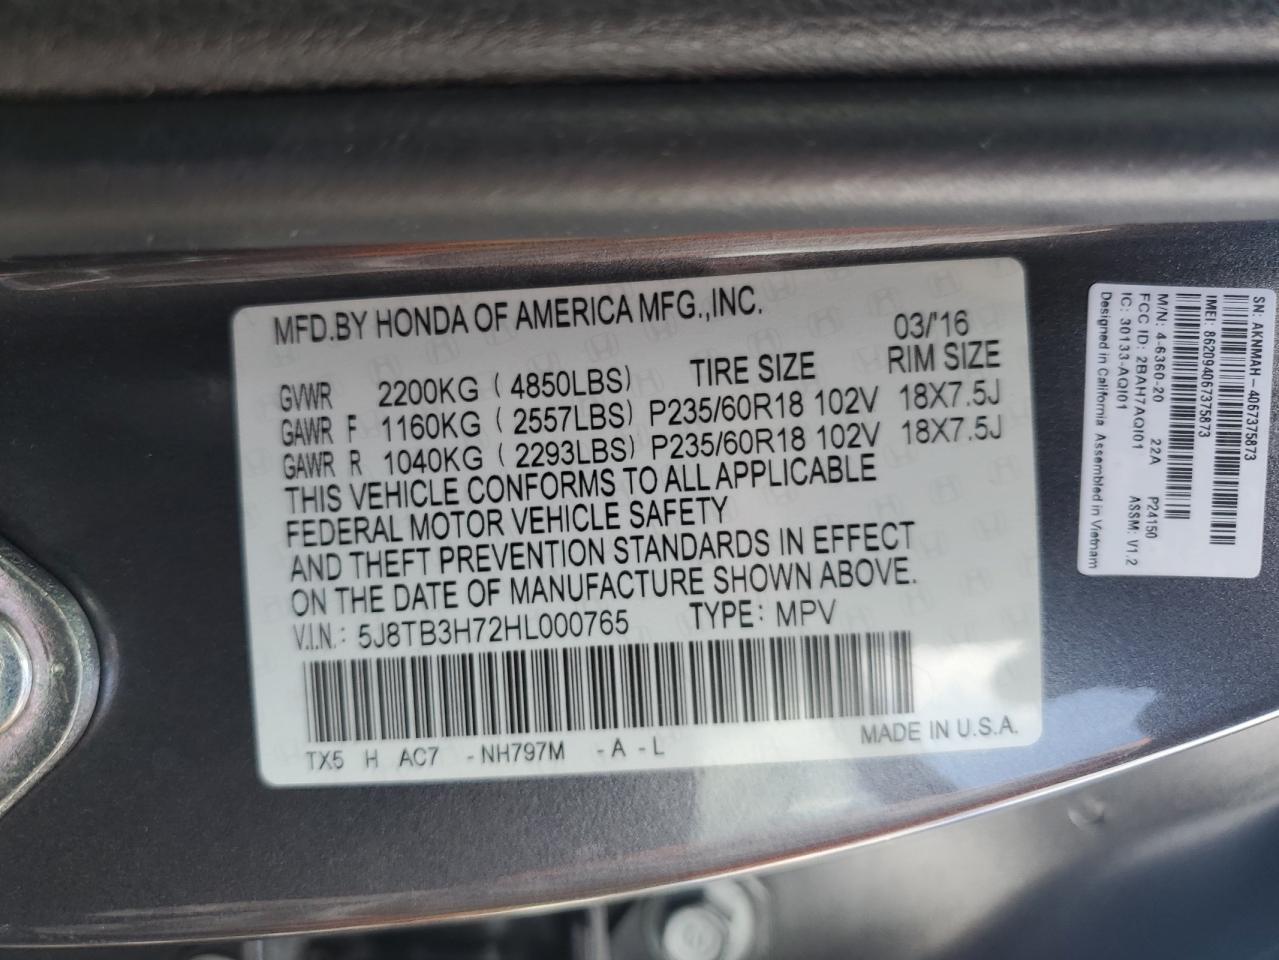 MFD.BY HONDA OF AMERICA MFG.,INC.
03/'16
GVWR 2200KG ( 4850LBS) TIRE SIZE RIM SIZE
GAWR F 1160KG ( 2557LBS) P235/60R18 102V 18X7.5J
GAWR R 1040KG ( 2293LBS) P235/60R18 102V 18X7.5J
THIS VEHICLE CONFORMS TO ALL APPLICABLE
FEDERAL MOTOR VEHICLE SAFETY
AND THEFT PREVENTION STANDARDS IN EFFECT
ON THE DATE OF MANUFACTURE SHOWN ABOVE.
V.I.N.: 5J8TB3H72HL000765 TYPE: MPV
TX5 H AC7 -NH797M -A -L MADE IN U.S.A.
SN: AKNMAH-4067375873
IMEI: 862094067375873
M/N: 4-6360-20 22A P24150
FCC ID: 2BAH7AQI01 ASSM: V1.2
IC: 30133-AQI01
Designed in California Assembled in Vietnam